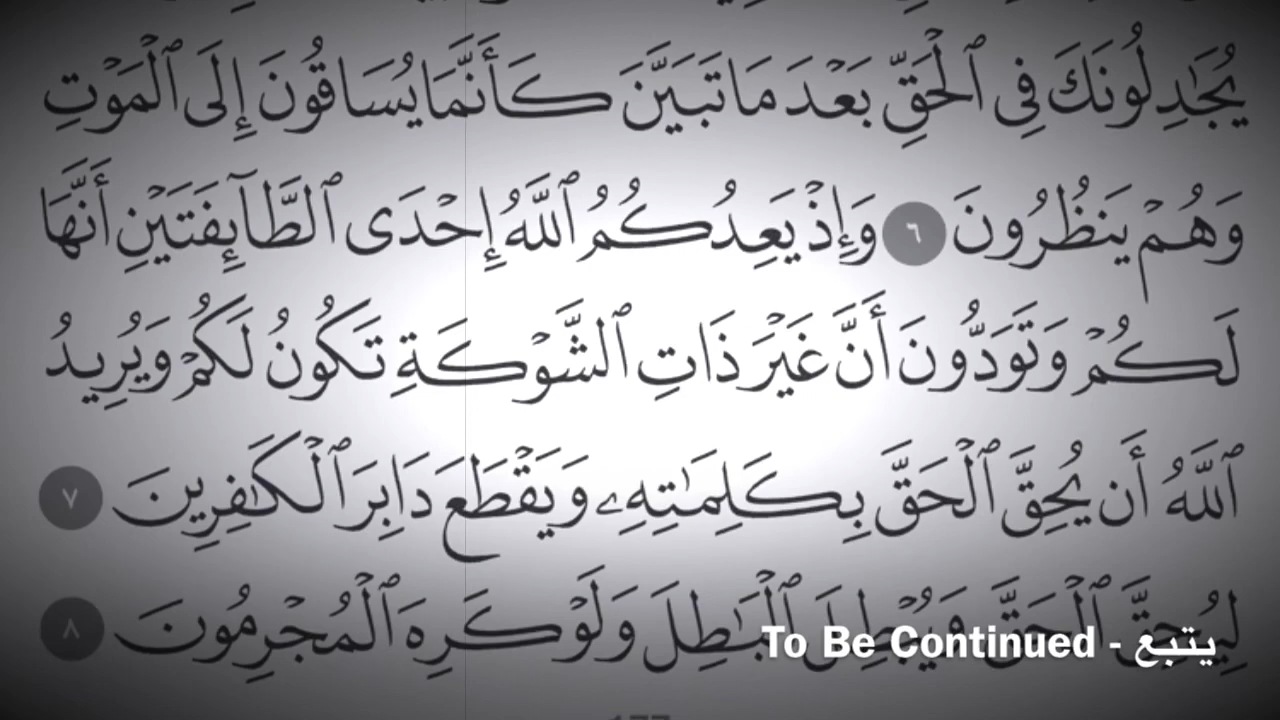 يُجَٰدِلُونَكَ فِى ٱلْحَقِّ بَعْدَ مَا تَبَيَّنَ كَأَنَّمَا يُسَاقُونَ إِلَى ٱلْمَوْتِ
وَهُمْ يَنظُرُونَ ٦ وَإِذْ يَعِدُكُمُ ٱللَّهُ إِحْدَى ٱلطَّآئِفَتَيْنِ أَنَّهَا
لَكُمْ وَتَوَدُّونَ أَنَّ غَيْرَ ذَاتِ ٱلشَّوْكَةِ تَكُونُ لَكُمْ وَيُرِيدُ
ٱللَّهُ أَن يُحِقَّ ٱلْحَقَّ بِكَلِمَٰتِهِۦ وَيَقْطَعَ دَابِرَ ٱلْكَٰفِرِينَ ٧
لِيُحِقَّ ٱلْحَقَّ وَيُبْطِلَ ٱلْبَٰطِلَ وَلَوْ كَرِهَ ٱلْمُجْرِمُونَ ٨
To Be Continued - يتبع